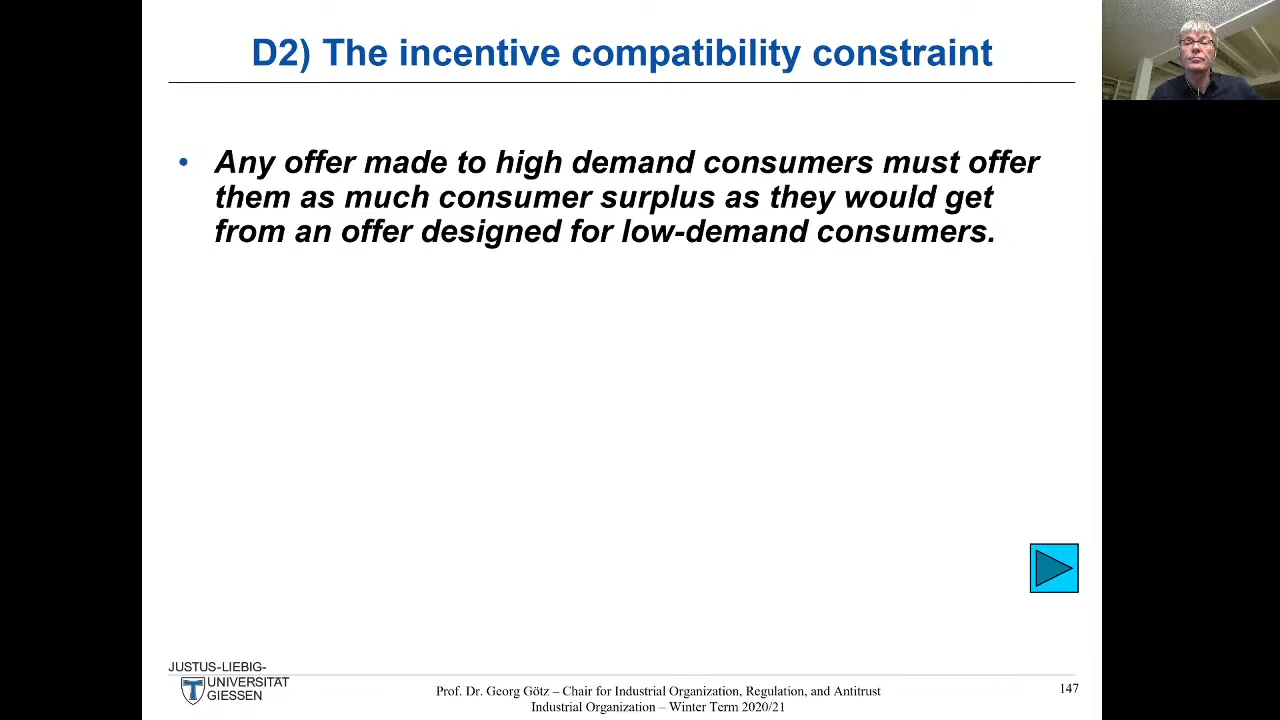 D2) The incentive compatibility constraint
• Any offer made to high demand consumers must offer
them as much consumer surplus as they would get
from an offer designed for low-demand consumers.
JUSTUS-LIEBIG-
UNIVERSITÄT
GIESSEN
Prof. Dr. Georg Götz – Chair for Industrial Organization, Regulation, and Antitrust
Industrial Organization – Winter Term 2020/21
147